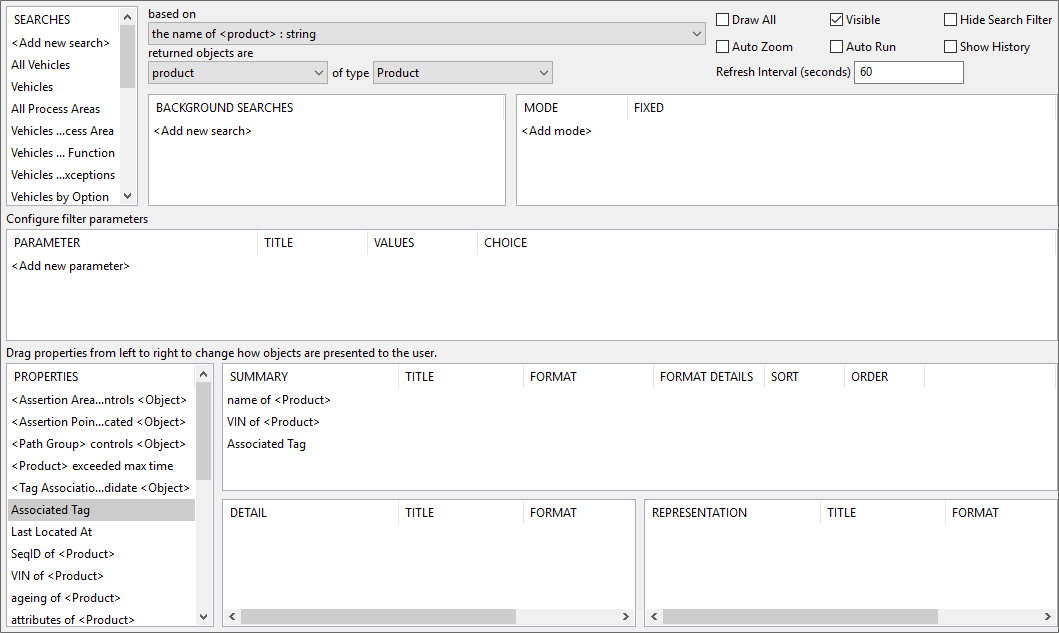 SEARCHES
<Add new search>
All Vehicles
Vehicles
All Process Areas
Vehicles ...cess Area
Vehicles ... Function
Vehicles ...xceptions
Vehicles by Option
based on
the name of <product> : string
returned objects are
product of type Product
Draw All Visible Hide Search Filter
Auto Zoom Auto Run Show History
Refresh Interval (seconds) 60
BACKGROUND SEARCHES
<Add new search>
MODE FIXED
<Add mode>
Configure filter parameters
PARAMETER TITLE VALUES CHOICE
<Add new parameter>
Drag properties from left to right to change how objects are presented to the user.
PROPERTIES
<Assertion Area...ntrols <Object>
<Assertion Poin...cated <Object>
<Path Group> controls <Object>
<Product> exceeded max time
<Tag Associatio...didate <Object>
Associated Tag
Last Located At
SeqID of <Product>
VIN of <Product>
ageing of <Product>
attributes of <Product>
SUMMARY TITLE FORMAT FORMAT DETAILS SORT ORDER
name of <Product>
VIN of <Product>
Associated Tag
DETAIL TITLE FORMAT
REPRESENTATION TITLE FORMAT